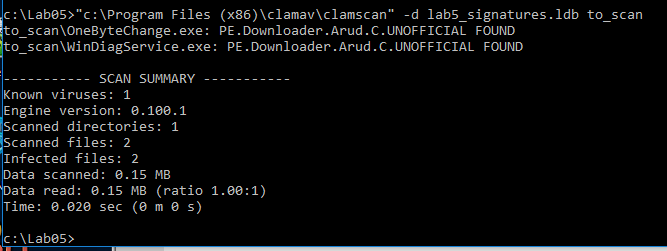 c:\Lab05>"c:\Program Files (x86)\clamav\clamscan" -d lab5_signatures.ldb to_scan
to_scan\OneByteChange.exe: PE.Downloader.Arud.C.UNOFFICIAL FOUND
to_scan\WinDiagService.exe: PE.Downloader.Arud.C.UNOFFICIAL FOUND
----------- SCAN SUMMARY -----------
Known viruses: 1
Engine version: 0.100.1
Scanned directories: 1
Scanned files: 2
Infected files: 2
Data scanned: 0.15 MB
Data read: 0.15 MB (ratio 1.00:1)
Time: 0.020 sec (0 m 0 s)
c:\Lab05>